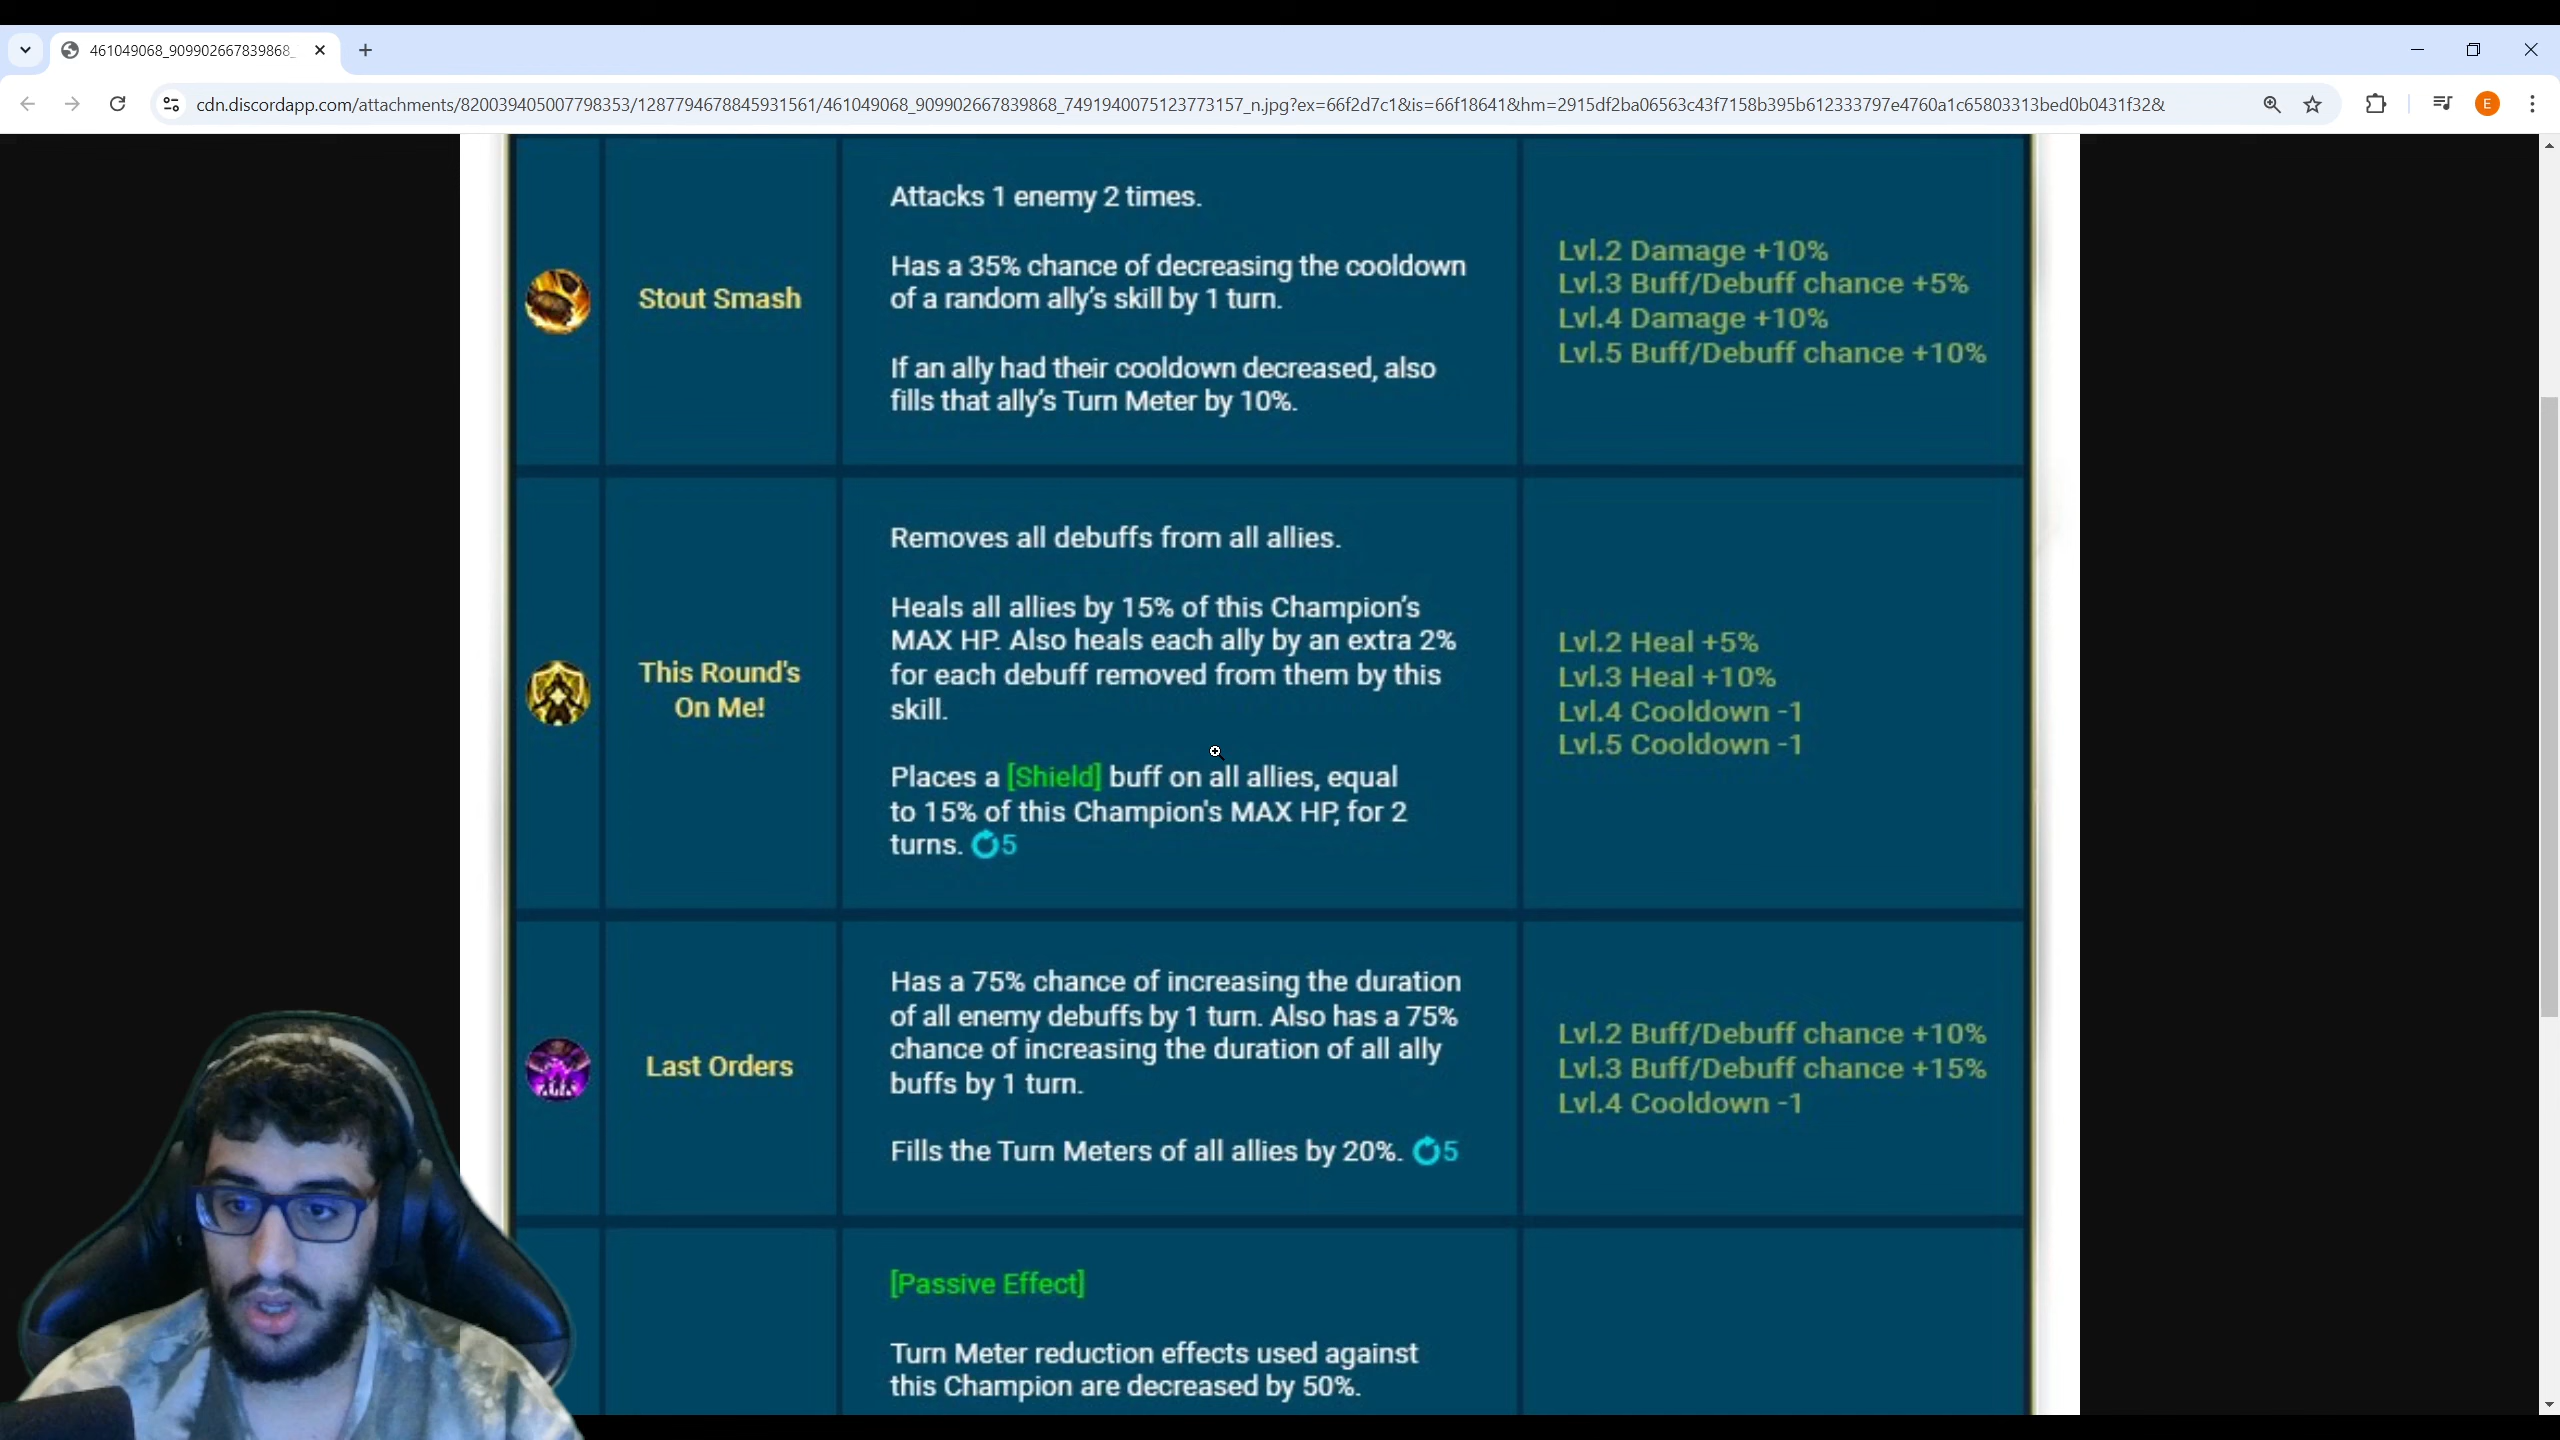 461049068_909902667839868_
cdn.discordapp.com/attachments/820039405007798353/1287794678845931561/461049068_909902667839868_7491940075123773157_n.jpg?ex=66f2d7c1&is=66f18641&hm=2915df2ba06563c43f7158b395b612333797e4760a1c65803313bed0b0431f32&
E
Stout Smash
Attacks 1 enemy 2 times.
Has a 35% chance of decreasing the cooldown
of a random ally's skill by 1 turn.
If an ally had their cooldown decreased, also
fills that ally's Turn Meter by 10%.
Lvl.2 Damage +10%
Lvl.3 Buff/Debuff chance +5%
Lvl.4 Damage +10%
Lvl.5 Buff/Debuff chance +10%
This Round's
On Me!
Removes all debuffs from all allies.
Heals all allies by 15% of this Champion's
MAX HP. Also heals each ally by an extra 2%
for each debuff removed from them by this
skill.
Places a [Shield] buff on all allies, equal
to 15% of this Champion's MAX HP, for 2
turns. 5
Lvl.2 Heal +5%
Lvl.3 Heal +10%
Lvl.4 Cooldown -1
Lvl.5 Cooldown -1
Last Orders
Has a 75% chance of increasing the duration
of all enemy debuffs by 1 turn. Also has a 75%
chance of increasing the duration of all ally
buffs by 1 turn.
Fills the Turn Meters of all allies by 20%. 5
Lvl.2 Buff/Debuff chance +10%
Lvl.3 Buff/Debuff chance +15%
Lvl.4 Cooldown -1
[Passive Effect]
Turn Meter reduction effects used against
this Champion are decreased by 50%.